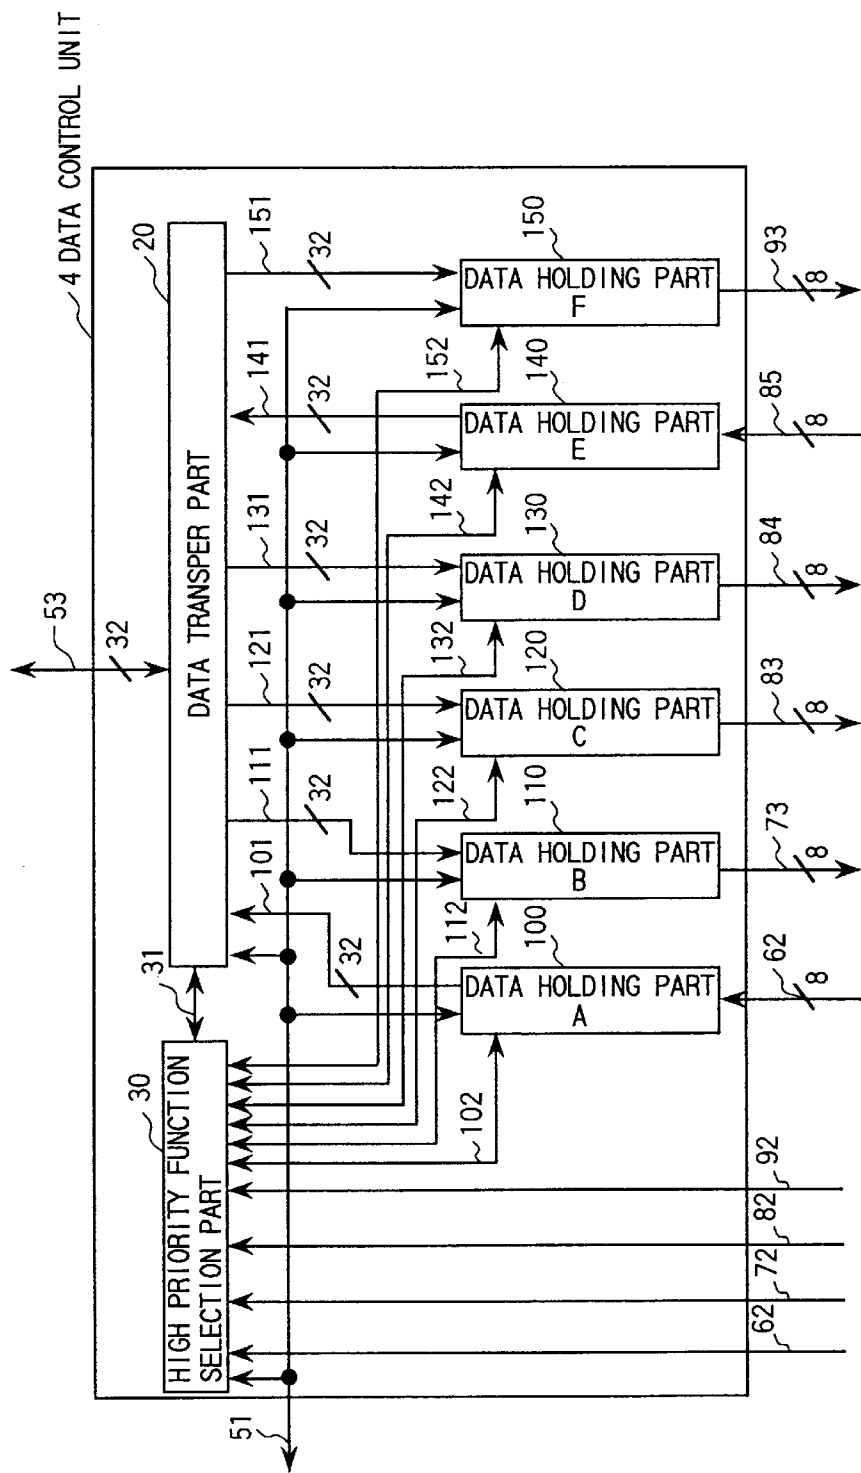 4 DATA CONTROL UNIT
53
32
20
DATA TRANSPER PART
31
30
HIGH PRIORITY FUNCTION
SELECTION PART
101
111
121
131
141
151
32
32
32
32
32
32
51
102
112
122
132
142
152
100
DATA HOLDING PART
A
110
DATA HOLDING PART
B
120
DATA HOLDING PART
C
130
DATA HOLDING PART
D
140
DATA HOLDING PART
E
150
DATA HOLDING PART
F
62
72
82
92
62
8
73
8
83
8
84
8
85
8
93
8